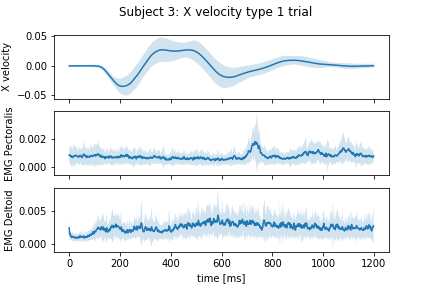 Subject 3: X velocity type 1 trial
X velocity
0.05
0.00
−0.05
EMG Pectoralis
0.002
0.000
EMG Deltoid
0.005
0.000
0
200
400
600
800
1000
1200
time [ms]